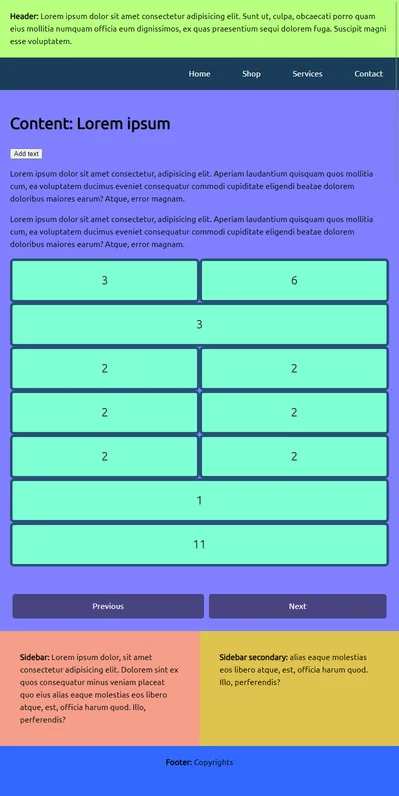 Header: Lorem ipsum dolor sit amet consectetur adipisicing elit. Sunt ut, culpa, obcaecati porro quam
eius mollitia numquam officia eum dignissimos, ex quas praesentium sequi dolorem fuga. Suscipit magni
esse voluptatem.
Home Shop Services Contact
Content: Lorem ipsum
Add text
Lorem ipsum dolor sit amet consectetur, adipisicing elit. Aperiam laudantium quisquam quos mollitia
cum, ea voluptatem ducimus eveniet consequatur commodi cupiditate eligendi beatae dolorem
doloribus maiores earum? Atque, error magnam.
Lorem ipsum dolor sit amet consectetur, adipisicing elit. Aperiam laudantium quisquam quos mollitia
cum, ea voluptatem ducimus eveniet consequatur commodi cupiditate eligendi beatae dolorem
doloribus maiores earum? Atque, error magnam.
3 6
3
2 2
2 2
2 2
1
11
Previous Next
Sidebar: Lorem ipsum dolor, sit amet
consectetur adipisicing elit. Dolorem sint ex
quos consequatur minus veniam placeat
quo eius alias eaque molestias eos libero
atque, est, officia harum quod. Illo,
perferendis?
Sidebar secondary: alias eaque molestias
eos libero atque, est, officia harum quod.
Illo, perferendis?
Footer: Copyrights